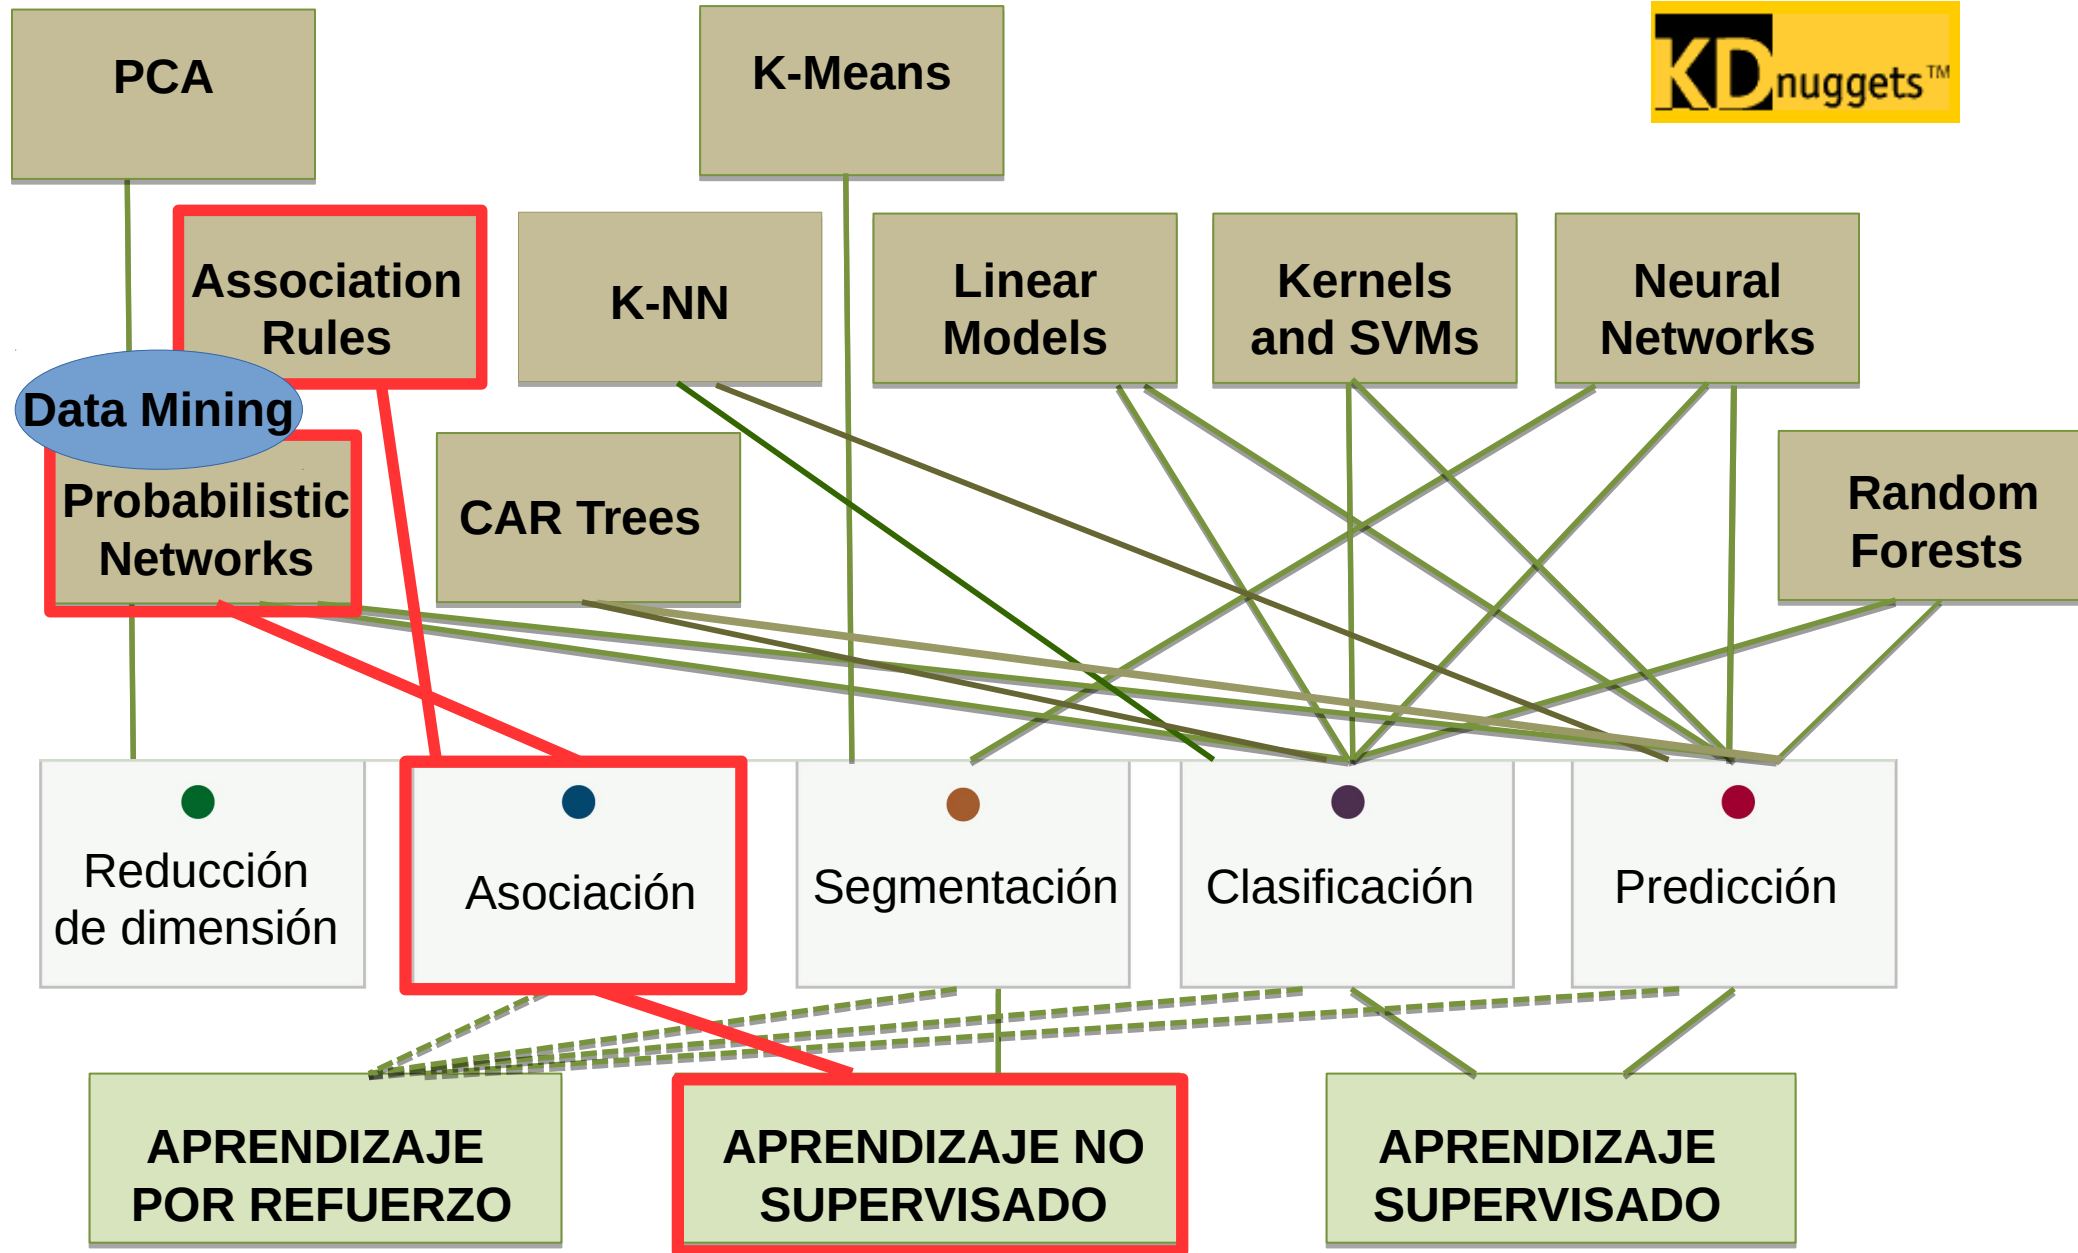 PCA
K-Means
KDnuggets™
Association
Rules
K-NN
Linear
Models
Kernels
and SVMs
Neural
Networks
Data Mining
Probabilistic
Networks
CAR Trees
Random
Forests
Reducción
de dimensión
Asociación
Segmentación
Clasificación
Predicción
APRENDIZAJE
POR REFUERZO
APRENDIZAJE NO
SUPERVISADO
APRENDIZAJE
SUPERVISADO